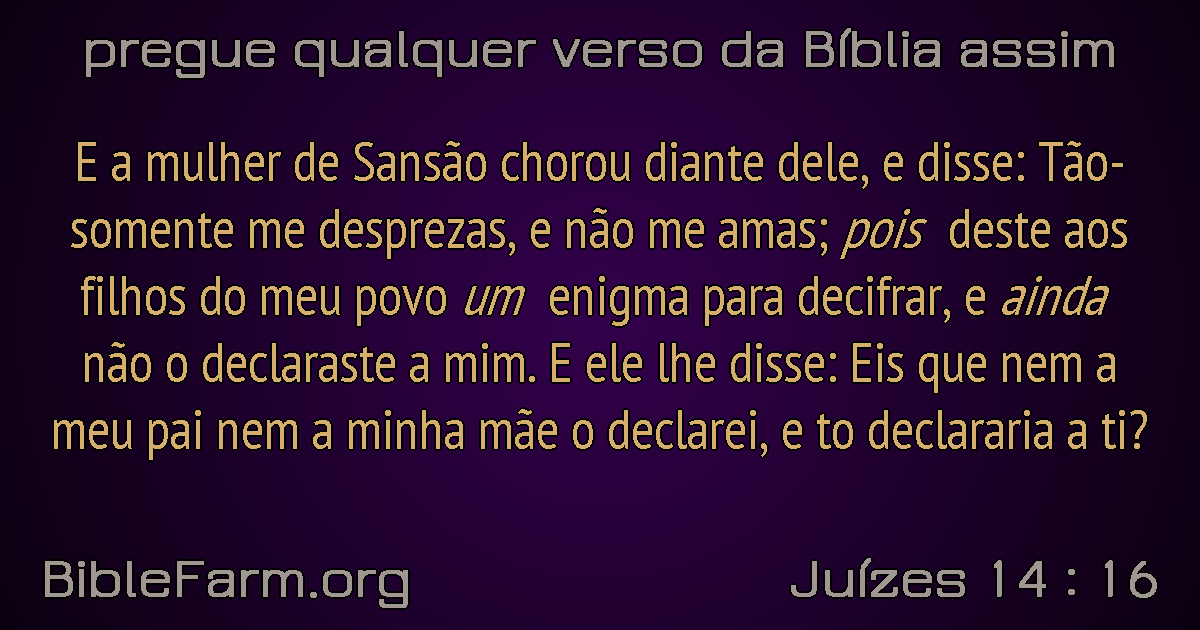 pregue qualquer verso da Bíblia assim
E a mulher de Sansão chorou diante dele, e disse: Tão-
somente me desprezas, e não me amas; pois deste aos
filhos do meu povo um enigma para decifrar, e ainda
não o declaraste a mim. E ele lhe disse: Eis que nem a
meu pai nem a minha mãe o declarei, e to declararia a ti?
BibleFarm.org
Juízes 14 : 16